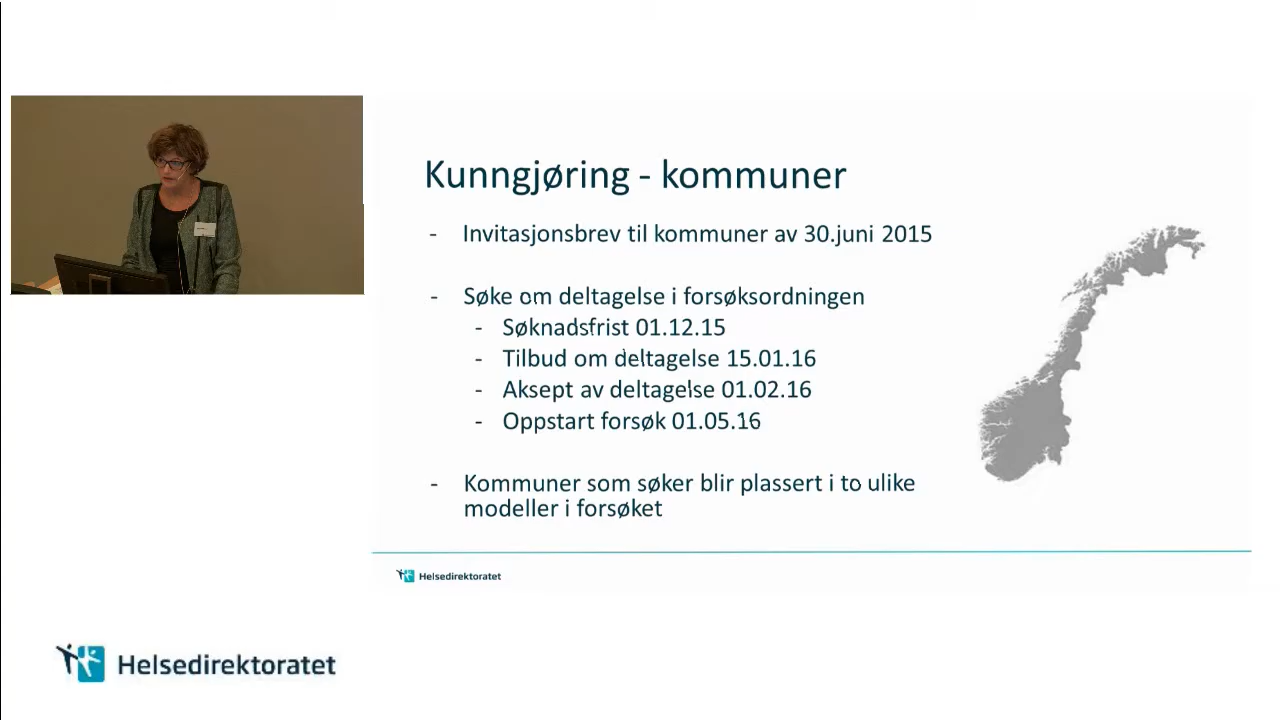 Kunngjøring - kommuner
- Invitasjonsbrev til kommuner av 30.juni 2015
- Søke om deltagelse i forsøksordningen
- Søknadsfrist 01.12.15
- Tilbud om deltagelse 15.01.16
- Aksept av deltagelse 01.02.16
- Oppstart forsøk 01.05.16
- Kommuner som søker blir plassert i to ulike
modeller i forsøket
Helsedirektoratet
Helsedirektoratet